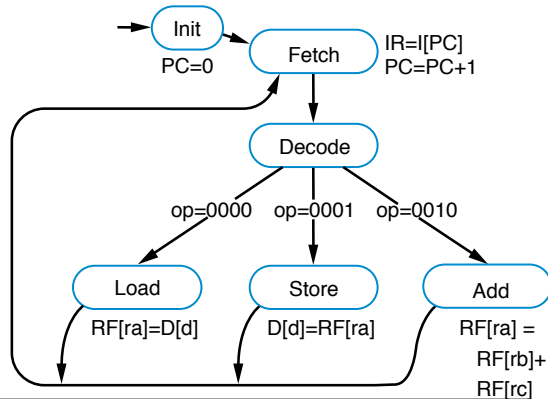 Init
PC=0
Fetch
IR=I[PC]
PC=PC+1
Decode
op=0000
op=0001
op=0010
Load
RF[ra]=D[d]
Store
D[d]=RF[ra]
Add
RF[ra] =
RF[rb]+
RF[rc]